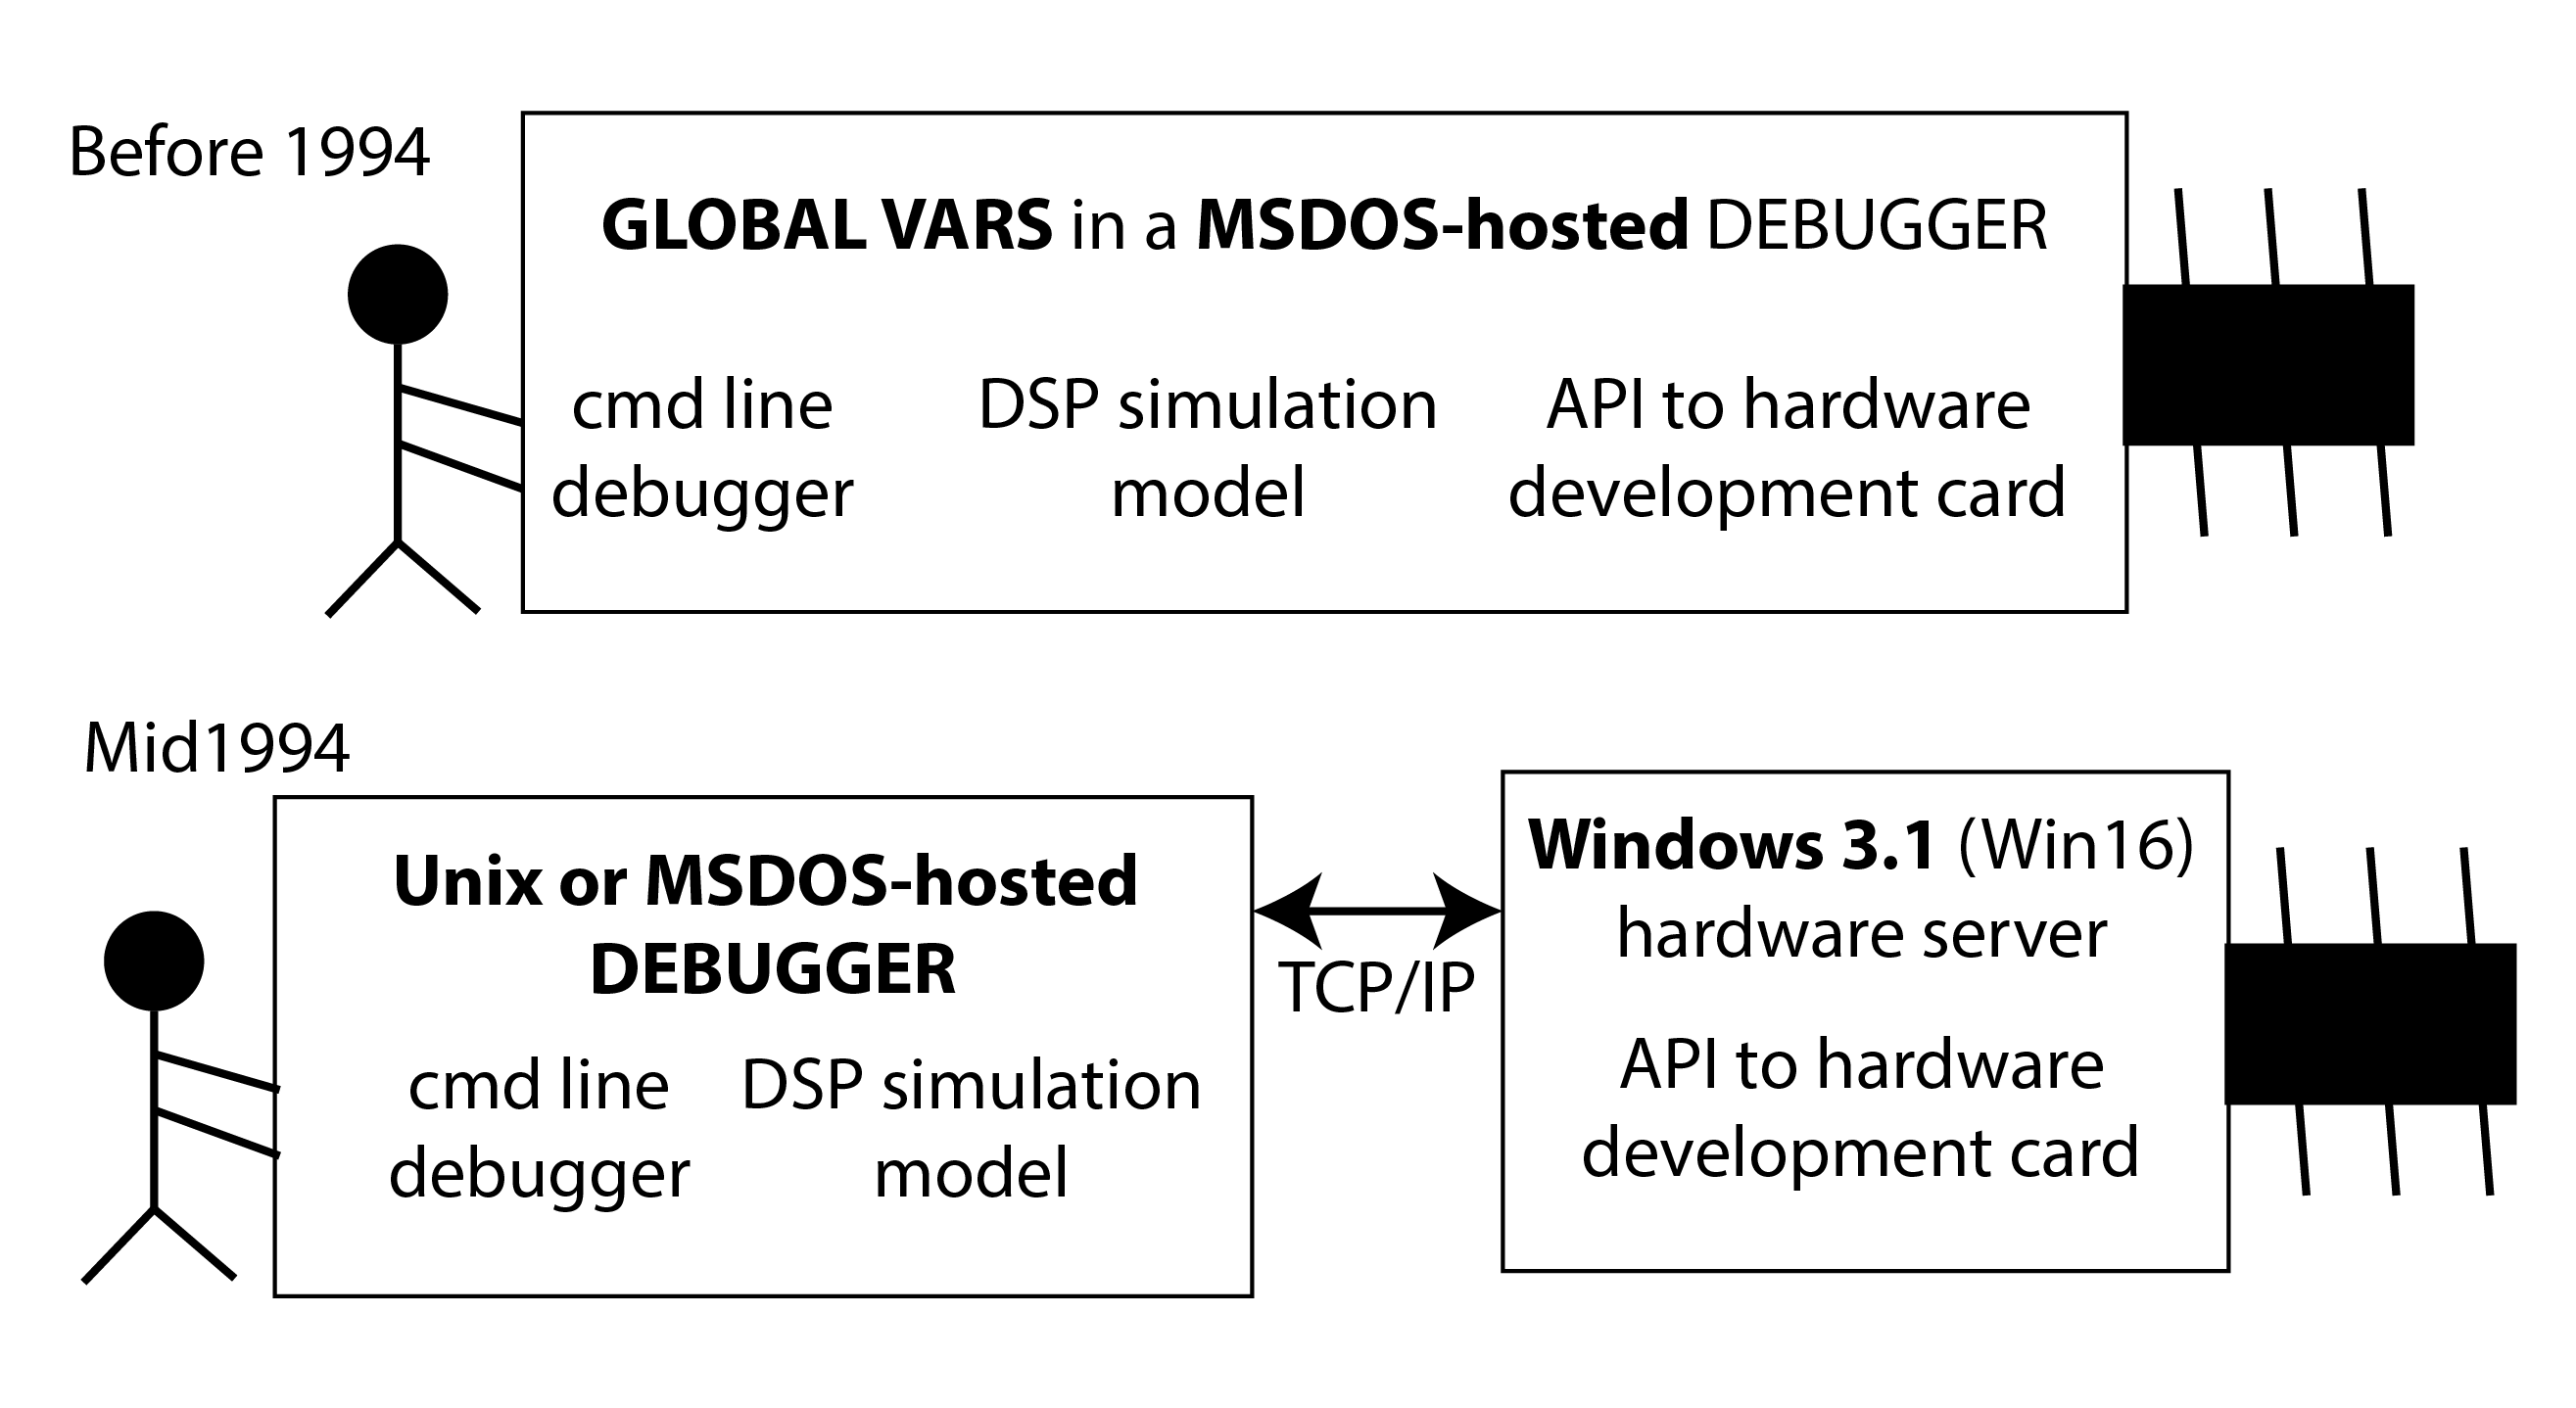 Before 1994
GLOBAL VARS in a MSDOS-hosted DEBUGGER
cmd line
debugger
DSP simulation
model
API to hardware
development card
Mid1994
Unix or MSDOS-hosted
DEBUGGER
cmd line
debugger
DSP simulation
model
TCP/IP
Windows 3.1 (Win16)
hardware server
API to hardware
development card